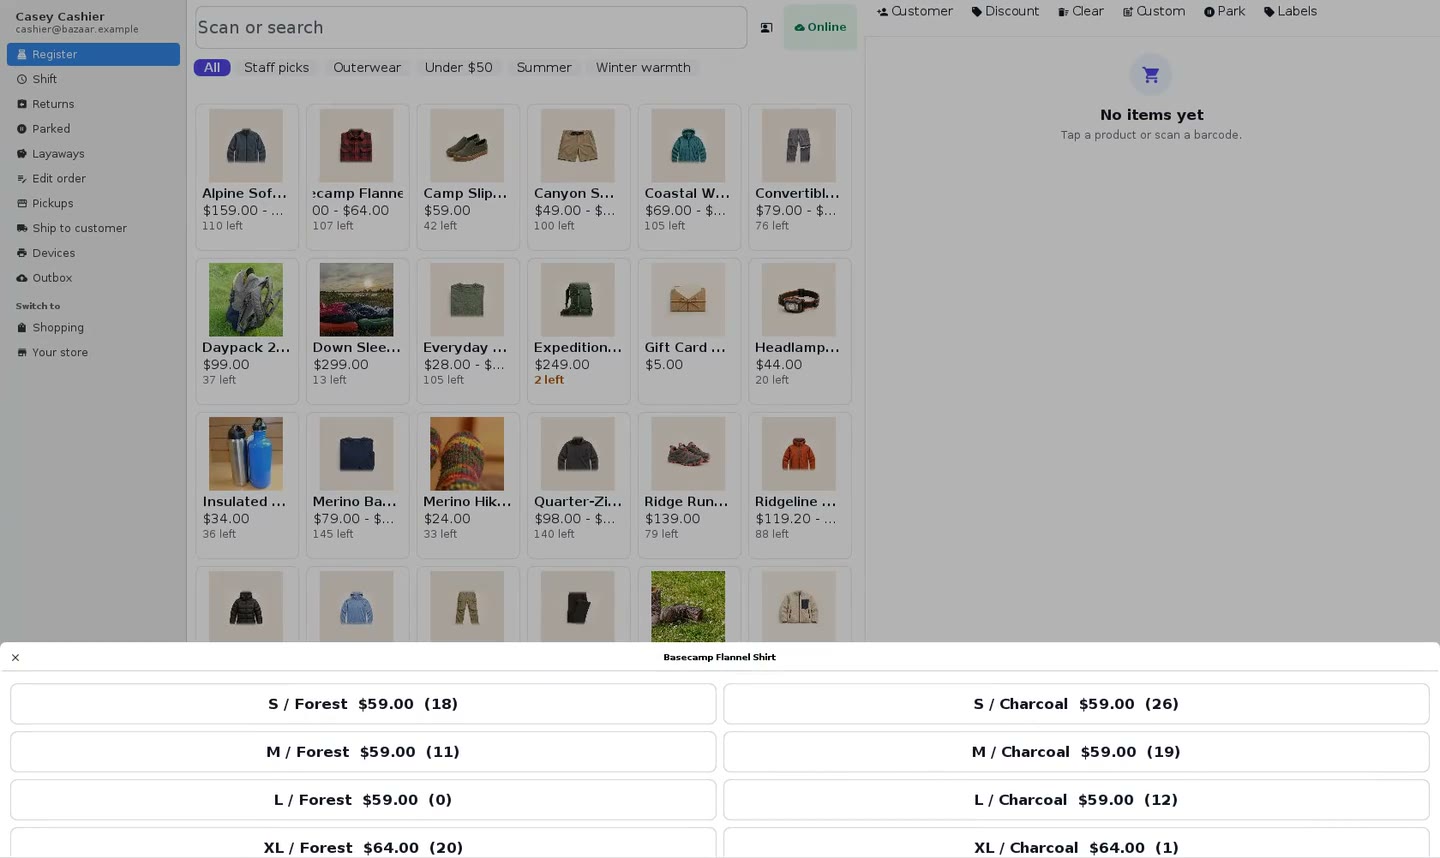 Casey Cashier
cashier@bazaar.example
Register
Shift
Returns
Parked
Layaways
Edit order
Pickups
Ship to customer
Devices
Outbox
Switch to
Shopping
Your store
Scan or search
Online
All Staff picks Outerwear Under $50 Summer Winter warmth
Customer Discount Clear Custom Park Labels
No items yet
Tap a product or scan a barcode.
Alpine Sof... ecamp Flanne Camp Slip... Canyon S... Coastal W... Convertibl...
$159.00 - ... 00 - $64.00 $59.00 $49.00 - $... $69.00 - $... $79.00 - $...
110 left 107 left 42 left 100 left 105 left 76 left
Daypack 2... Down Slee... Everyday ... Expedition... Gift Card ... Headlamp...
$99.00 $299.00 $28.00 - $... $249.00 $5.00 $44.00
37 left 13 left 105 left 2 left 20 left
Insulated ... Merino Ba... Merino Hik... Quarter-Zi... Ridge Run... Ridgeline ...
$34.00 $79.00 - $... $24.00 $98.00 - $... $139.00 $119.20 - ...
36 left 145 left 33 left 140 left 79 left 88 left
Basecamp Flannel Shirt
S / Forest $59.00 (18) S / Charcoal $59.00 (26)
M / Forest $59.00 (11) M / Charcoal $59.00 (19)
L / Forest $59.00 (0) L / Charcoal $59.00 (12)
XL / Forest $64.00 (20) XL / Charcoal $64.00 (1)